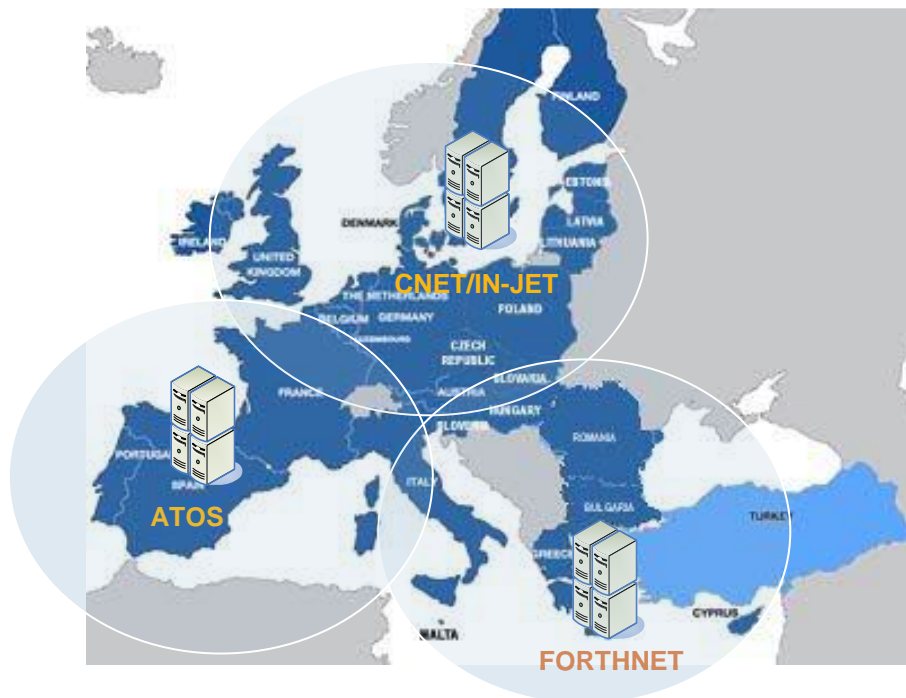 FINLAND
ESTONIA
LATVIA
DENMARK
LITHUANIA
IRELAND
UNITED
KINGDOM
CNET/IN-JET
THE NETHERLANDS
POLAND
BELGIUM
GERMANY
LUXEMBOURG
CZECH
REPUBLIC
SLOVAKIA
FRANCE
AUSTRIA
HUNGARY
SLOVENIA
ROMANIA
PORTUGAL
ITALY
SPAIN
BULGARIA
ATOS
TURKEY
GREECE
CYPRUS
MALTA
FORTHNET